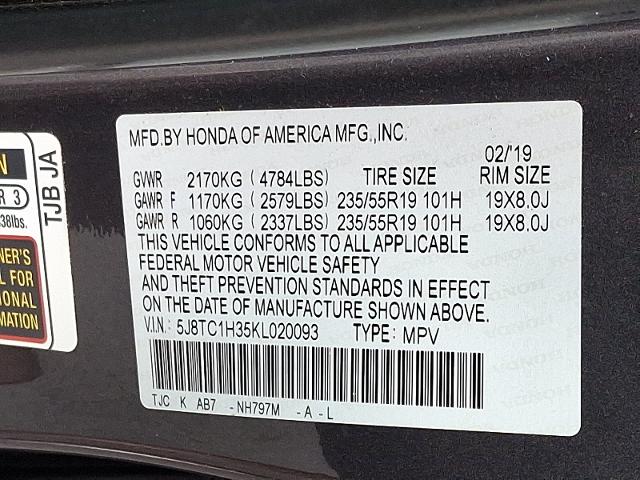 MFD.BY HONDA OF AMERICA MFG.,INC.
02/'19
GVWR 2170KG ( 4784LBS) TIRE SIZE RIM SIZE
GAWR F 1170KG ( 2579LBS) 235/55R19 101H 19X8.0J
GAWR R 1060KG ( 2337LBS) 235/55R19 101H 19X8.0J
THIS VEHICLE CONFORMS TO ALL APPLICABLE
FEDERAL MOTOR VEHICLE SAFETY
AND THEFT PREVENTION STANDARDS IN EFFECT
ON THE DATE OF MANUFACTURE SHOWN ABOVE.
V.I.N.: 5J8TC1H35KL020093 TYPE: MPV
TJC K AB7 -NH797M -A-L
TJB JA
N
R 3
38lbs.
NER'S
L FOR
IONAL
MATION